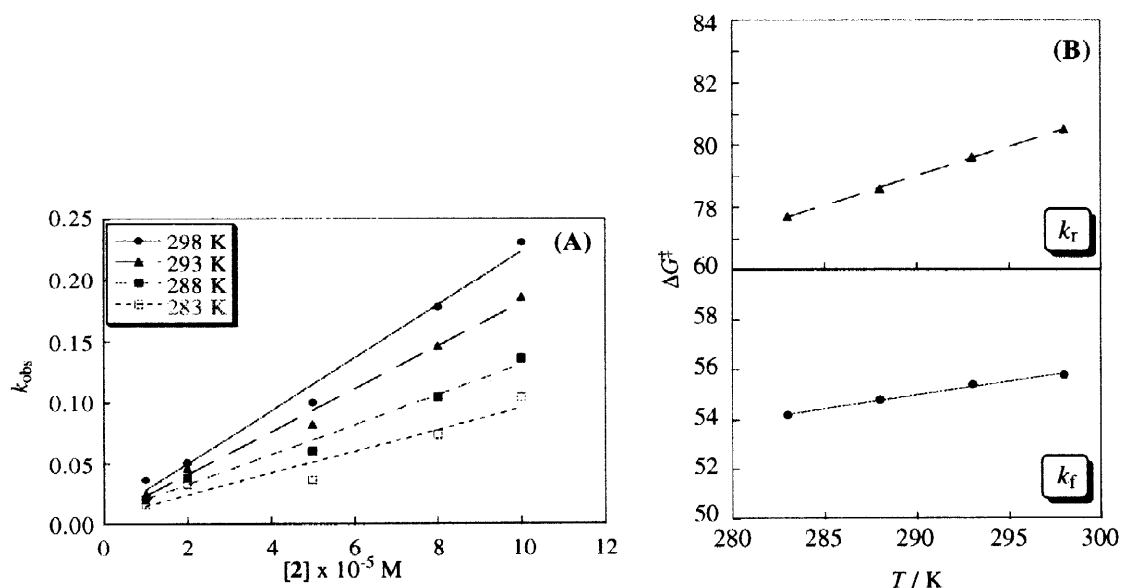 0.25
0.20
0.15
0.10
0.05
0.00
k_obs
298 K
293 K
288 K
283 K
(A)
0 2 4 6 8 10 12
[2] x 10⁻⁵ M
84
82
80
78
60
58
56
54
52
50
ΔG‡
(B)
k_r
k_f
280 285 290 295 300
T / K